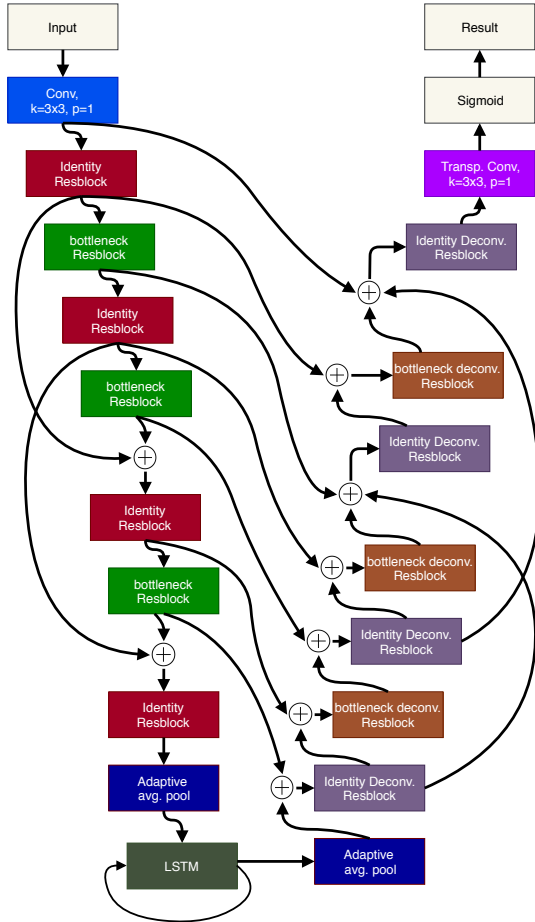 Input
Conv,
k=3x3, p=1
Identity
Resblock
bottleneck
Resblock
Identity
Resblock
bottleneck
Resblock
Identity
Resblock
bottleneck
Resblock
Identity
Resblock
Adaptive
avg. pool
LSTM
Adaptive
avg. pool
Identity Deconv.
Resblock
bottleneck deconv.
Resblock
Identity Deconv.
Resblock
bottleneck deconv.
Resblock
Identity Deconv.
Resblock
bottleneck deconv.
Resblock
Identity Deconv.
Resblock
Transp. Conv,
k=3x3, p=1
Sigmoid
Result